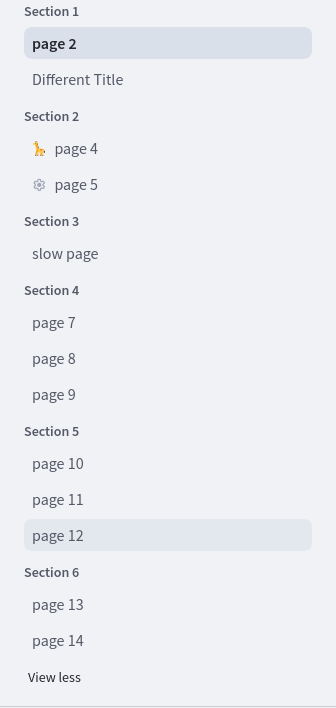 Section 1
page 2
Different Title
Section 2
page 4
page 5
Section 3
slow page
Section 4
page 7
page 8
page 9
Section 5
page 10
page 11
page 12
Section 6
page 13
page 14
View less